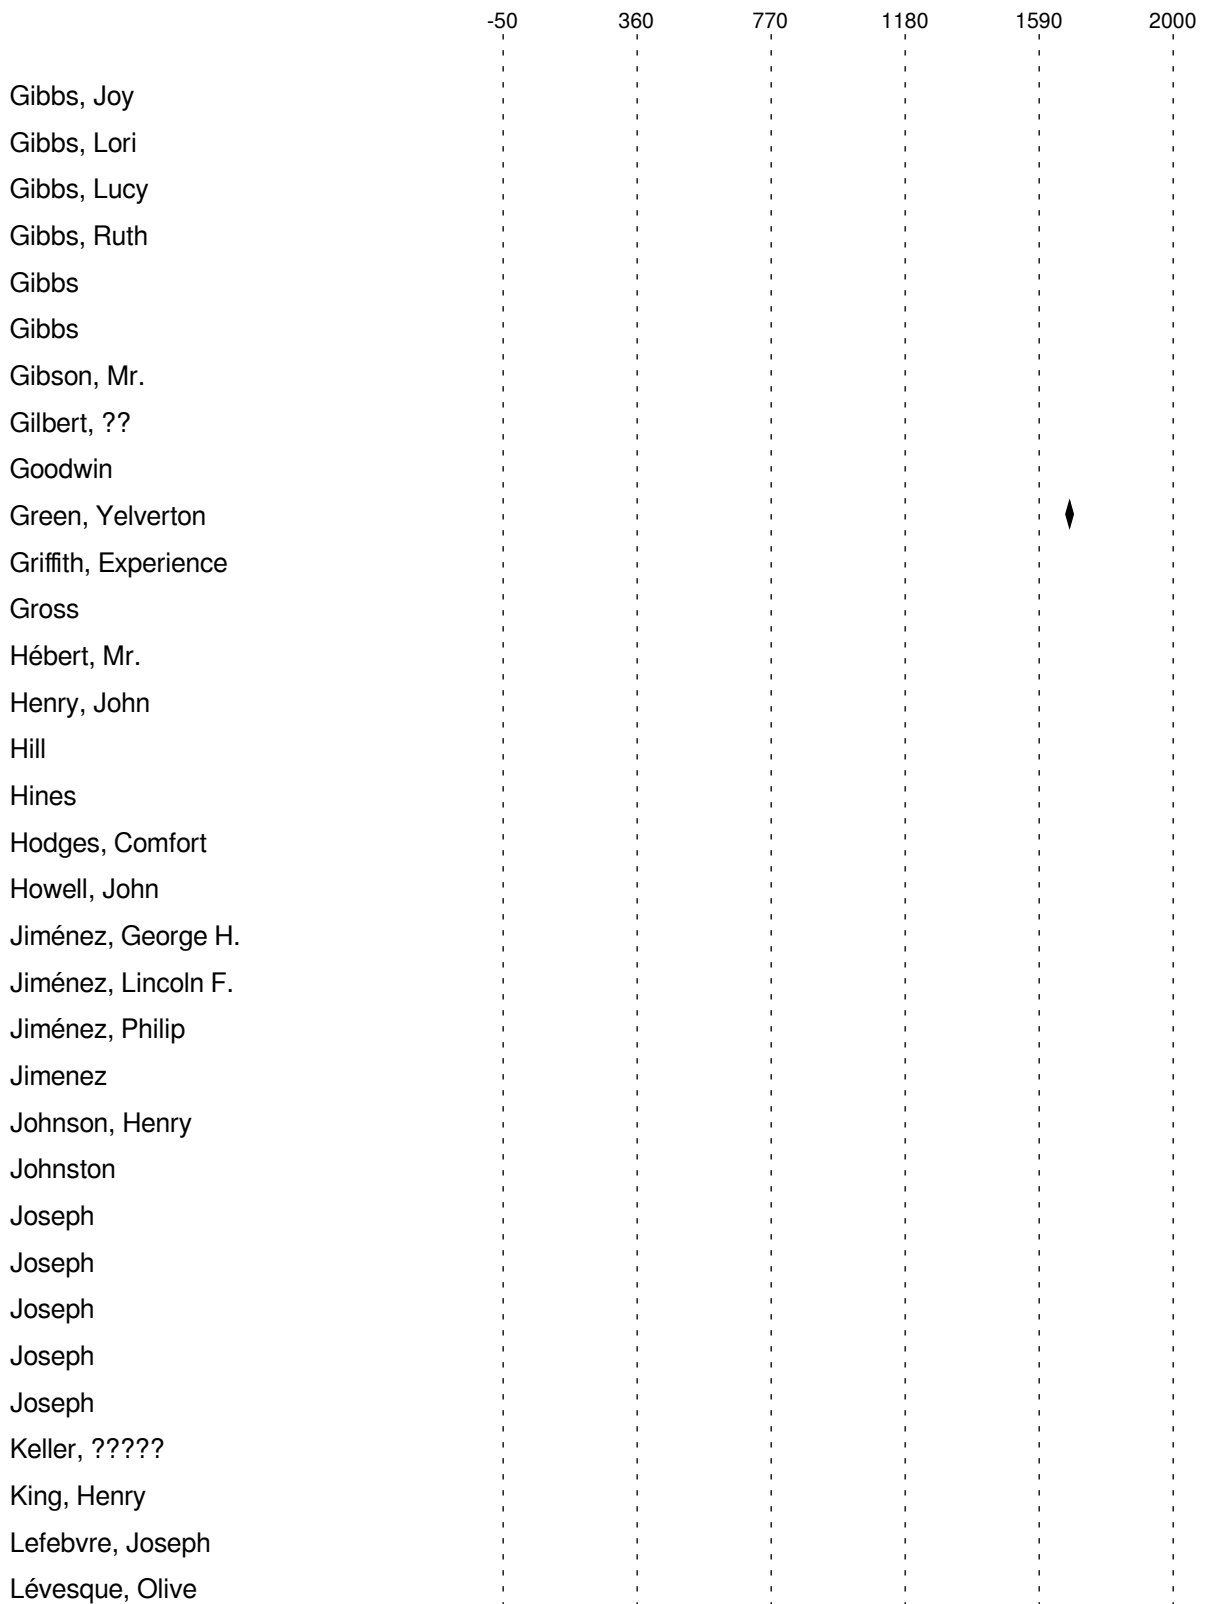 -50 360 770 1180 1590 2000
Gibbs, Joy
Gibbs, Lori
Gibbs, Lucy
Gibbs, Ruth
Gibbs
Gibbs
Gibson, Mr.
Gilbert, ??
Goodwin
Green, Yelverton
Griffith, Experience
Gross
Hébert, Mr.
Henry, John
Hill
Hines
Hodges, Comfort
Howell, John
Jiménez, George H.
Jiménez, Lincoln F.
Jiménez, Philip
Jimenez
Johnson, Henry
Johnston
Joseph
Joseph
Joseph
Joseph
Joseph
Keller, ?????
King, Henry
Lefebvre, Joseph
Lévesque, Olive